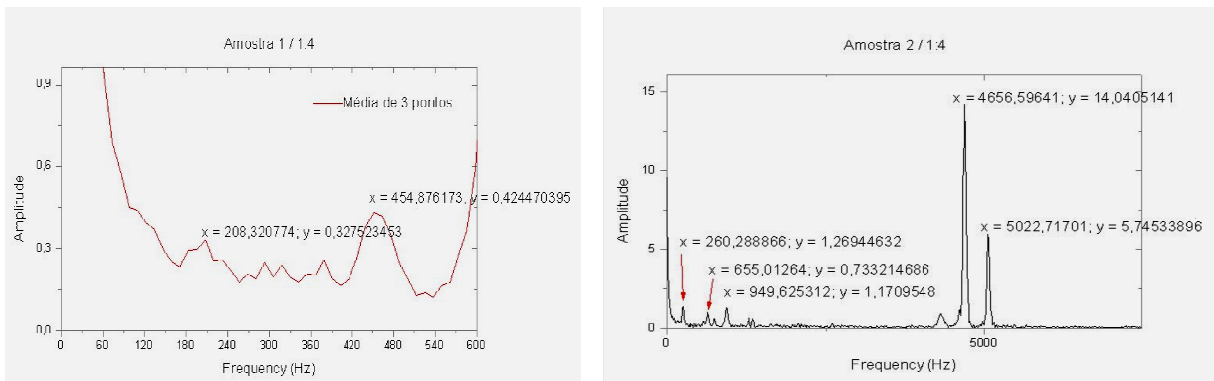 Amostra 1 / 1:4
0,9
0,6
0,3
0,0
Amplitude
Média de 3 pontos
x = 454,876173, y = 0,424470395
x = 208,320774; y = 0,327523453
0 60 120 180 240 300 360 420 480 540 600
Frequency (Hz)
Amostra 2 / 1:4
15
10
5
0
Amplitude
x = 4656,59641; y = 14,0405141
x = 5022,71701; y = 5,74533896
x = 260,288866; y = 1,26944632
x = 655,01264; y = 0,733214686
x = 949,625312; y = 1,1709548
0 5000
Frequency (Hz)